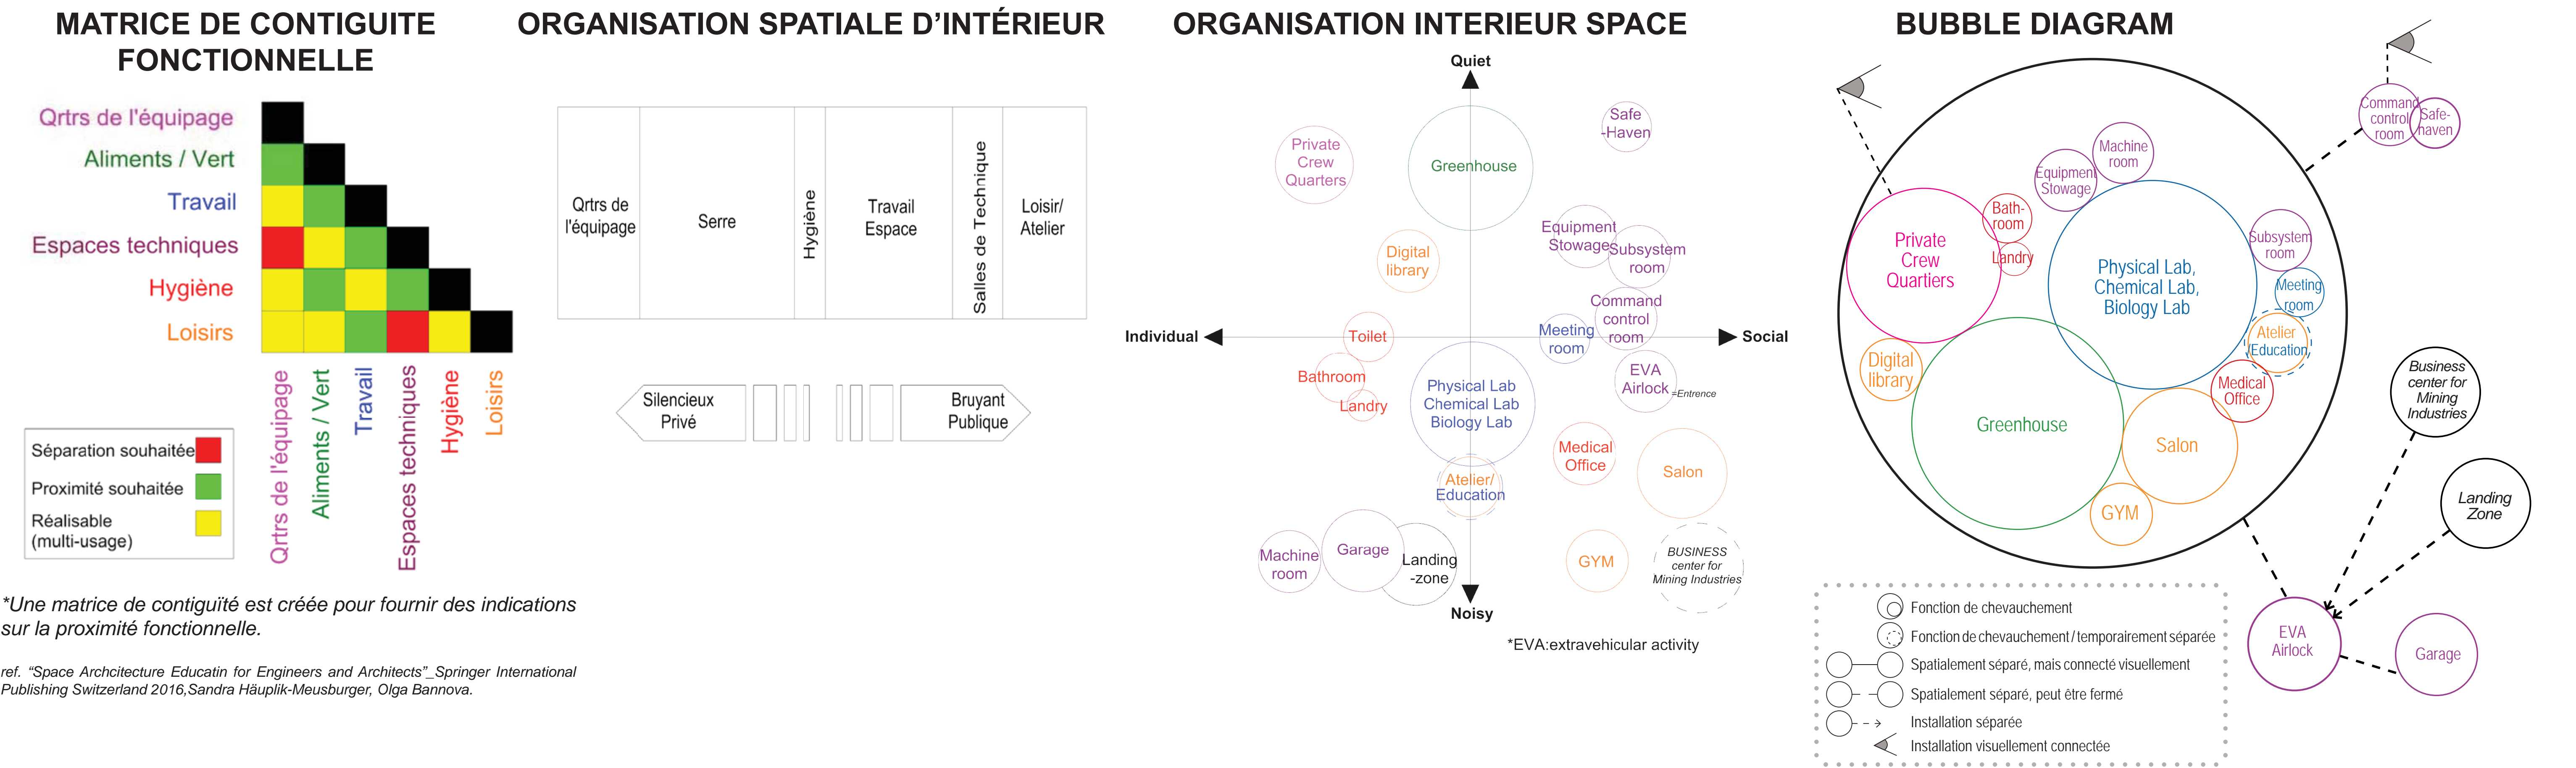 MATRICE DE CONTIGUITE
FONCTIONNELLE
Qrtrs de l'équipage
Aliments / Vert
Travail
Espaces techniques
Hygiène
Loisirs
Qrtrs de l'équipage
Aliments / Vert
Travail
Espaces techniques
Hygiène
Loisirs
Séparation souhaitée
Proximité souhaitée
Réalisable
(multi-usage)
*Une matrice de contiguïté est créée pour fournir des indications
sur la proximité fonctionnelle.
ref. “Space Archcitecture Educatin for Engineers and Architects”_Springer International
Publishing Switzerland 2016,Sandra Häuplik-Meusburger, Olga Bannova.
ORGANISATION SPATIALE D’INTÉRIEUR
Qrtrs de
l'équipage
Serre
Hygiène
Travail
Espace
Salles de Technique
Loisir/
Atelier
Silencieux
Privé
Bruyant
Publique
ORGANISATION INTERIEUR SPACE
Quiet
Safe
-Haven
Private
Crew
Quarters
Greenhouse
Equipment
Stowage
Subsystem
room
Digital
library
Command
control
room
Individual
Toilet
Meeting
room
Social
Bathroom
Landry
Physical Lab
Chemical Lab
Biology Lab
EVA
Airlock
=Entrence
Medical
Office
Salon
Atelier/
Education
Machine
room
Garage
Landing
-zone
GYM
BUSINESS
center for
Mining Industries
Noisy
*EVA:extravehicular activity
BUBBLE DIAGRAM
Command
control
room
Safe-
haven
Machine
room
Equipment
Stowage
Bath-
room
Landry
Private
Crew
Quartiers
Physical Lab,
Chemical Lab,
Biology Lab
Subsystem
room
Meeting
room
Atelier
/Education
Digital
library
Medical
Office
Greenhouse
Salon
GYM
Business
center for
Mining
Industries
Landing
Zone
EVA
Airlock
Garage
Fonction de chevauchement
Fonction de chevauchement / temporairement séparée
Spatialement séparé, mais connecté visuellement
Spatialement séparé, peut être fermé
Installation séparée
Installation visuellement connectée